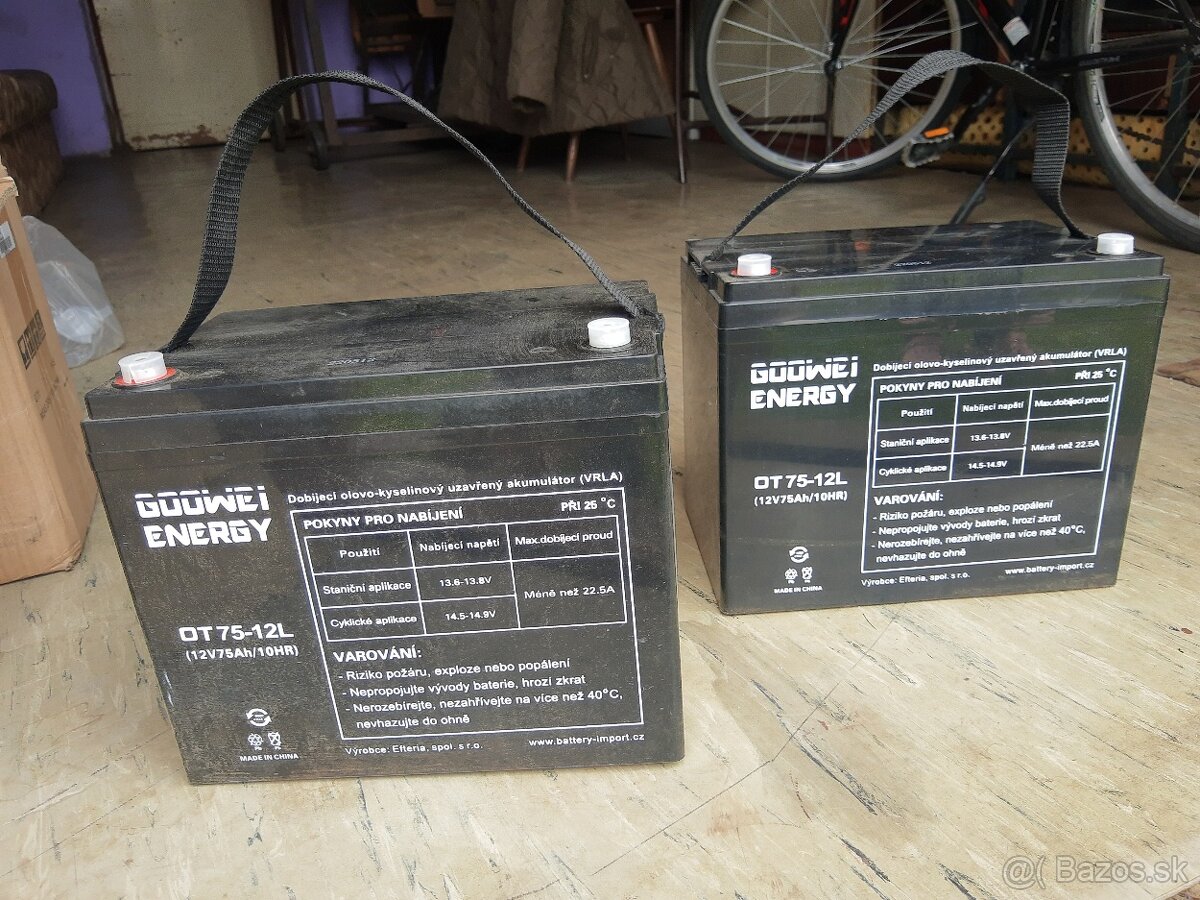 GOOWEI
ENERGY
OT75-12L
(12V75Ah/10HR)
MADE IN CHINA
Dobíjecí olovo-kyselinový uzavřený akumulátor (VRLA)
POKYNY PRO NABÍJENÍ PŘI 25 °C
Použití Nabíjecí napětí Max.dobíjecí proud
Staniční aplikace 13.6-13.8V Méně než 22.5A
Cyklické aplikace 14.5-14.9V
VAROVÁNÍ:
- Riziko požáru, exploze nebo popálení
- Nepropojujte vývody baterie, hrozí zkrat
- Nerozebírejte, nezahřívejte na více než 40°C,
nevhazujte do ohně
Výrobce: Efteria, spol. s r.o. www.battery-import.cz
GOOWEI
ENERGY
OT75-12L
(12V75Ah/10HR)
MADE IN CHINA
Dobíjecí olovo-kyselinový uzavřený akumulátor (VRLA)
POKYNY PRO NABÍJENÍ PŘI 25 °C
Použití Nabíjecí napětí Max.dobíjecí proud
Staniční aplikace 13.6-13.8V Méně než 22.5A
Cyklické aplikace 14.5-14.9V
VAROVÁNÍ:
- Riziko požáru, exploze nebo popálení
- Nepropojujte vývody baterie, hrozí zkrat
- Nerozebírejte, nezahřívejte na více než 40°C,
nevhazujte do ohně
Výrobce: Efteria, spol. s r.o. www.battery-import.cz
@( Bazos.sk